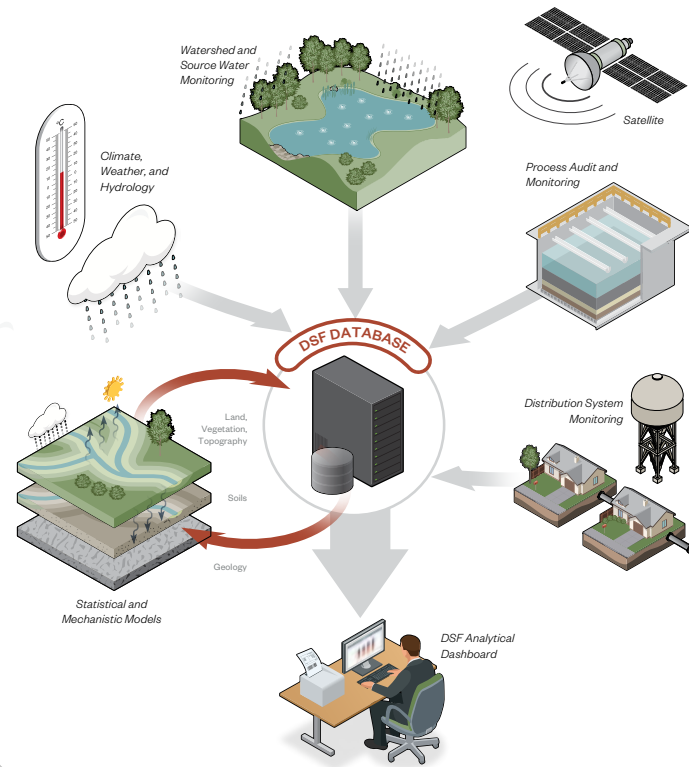 Watershed and
Source Water
Monitoring
Satellite
°C
Climate,
Weather, and
Hydrology
Process Audit and
Monitoring
DSF DATABASE
Land,
Vegetation,
Topography
Distribution System
Monitoring
Soils
Geology
Statistical and
Mechanistic Models
DSF Analytical
Dashboard